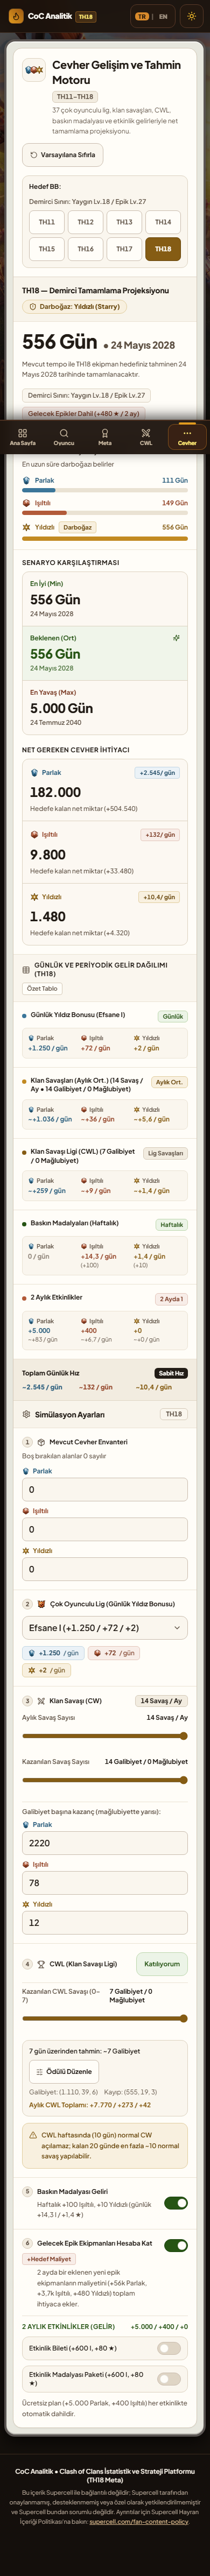 CoC Analitik TH18
TR | EN
Cevher Gelişim ve Tahmin
Motoru
TH11–TH18
37 çok oyunculu lig, klan savaşları, CWL,
baskın madalyası ve etkinlik gelirleriyle net
tamamlama projeksiyonu.
Varsayılana Sıfırla
Hedef BB:
Demirci Sınırı: Yaygın Lv.18 / Epik Lv.27
TH11 TH12 TH13 TH14
TH15 TH16 TH17 TH18
TH18 — Demirci Tamamlama Projeksiyonu
Darboğaz: Yıldızlı (Starry)
556 Gün • 24 Mayıs 2028
Mevcut tempo ile TH18 ekipman hedefiniz tahminen 24
Mayıs 2028 tarihinde tamamlanacaktır.
Demirci Sınırı: Yaygın Lv.18 / Epik Lv.27
Gelecek Epikler Dahil (+480 ★ / 2 ay)
Ana Sayfa Oyuncu Meta CWL Cevher
En uzun süre darboğazı belirler
Parlak 111 Gün
Işıltılı 149 Gün
Yıldızlı Darboğaz 556 Gün
SENARYO KARŞILAŞTIRMASI
En İyi (Min)
556 Gün
24 Mayıs 2028
Beklenen (Ort)
556 Gün
24 Mayıs 2028
En Yavaş (Max)
5.000 Gün
24 Temmuz 2040
NET GEREKEN CEVHER İHTİYACI
Parlak +2.545/ gün
182.000
Hedefe kalan net miktar (+504.540)
Işıltılı +132/ gün
9.800
Hedefe kalan net miktar (+33.480)
Yıldızlı +10,4/ gün
1.480
Hedefe kalan net miktar (+4.320)
GÜNLÜK VE PERİYODİK GELİR DAĞILIMI
(TH18)
Özet Tablo
Günlük Yıldız Bonusu (Efsane I) Günlük
Parlak Işıltılı Yıldızlı
+1.250 / gün +72 / gün +2 / gün
Klan Savaşları (Aylık Ort.) (14 Savaş /
Ay • 14 Galibiyet / 0 Mağlubiyet) Aylık Ort.
Parlak Işıltılı Yıldızlı
~+1.036 / gün ~+36 / gün ~+5,6 / gün
Klan Savaşı Ligi (CWL) (7 Galibiyet
/ 0 Mağlubiyet) Lig Savaşları
Parlak Işıltılı Yıldızlı
~+259 / gün ~+9 / gün ~+1,4 / gün
Baskın Madalyaları (Haftalık) Haftalık
Parlak Işıltılı Yıldızlı
0 / gün +14,3 / gün +1,4 / gün
(+100) (+10)
2 Aylık Etkinlikler 2 Ayda 1
Parlak Işıltılı Yıldızlı
+5.000 +400 +0
~+83 / gün ~+6,7 / gün ~+0 / gün
Toplam Günlük Hız Sabit Hız
~2.545 / gün ~132 / gün ~10,4 / gün
Simülasyon Ayarları TH18
1 Mevcut Cevher Envanteri
Boş bırakılan alanlar 0 sayılır
Parlak
0
Işıltılı
0
Yıldızlı
0
2 Çok Oyunculu Lig (Günlük Yıldız Bonusu)
Efsane I (+1.250 / +72 / +2)
+1.250 / gün +72 / gün
+2 / gün
3 Klan Savaşı (CW) 14 Savaş / Ay
Aylık Savaş Sayısı 14 Savaş / Ay
Kazanılan Savaş Sayısı 14 Galibiyet / 0 Mağlubiyet
Galibiyet başına kazanç (mağlubiyette yarısı):
Parlak
2220
Işıltılı
78
Yıldızlı
12
4 CWL (Klan Savaşı Ligi) Katılıyorum
Kazanılan CWL Savaşı (0–
7) 7 Galibiyet / 0
Mağlubiyet
7 gün üzerinden tahmin: ~7 Galibiyet
Ödülü Düzenle
Galibiyet: (1.110, 39, 6) Kayıp: (555, 19, 3)
Aylık CWL Toplamı: +7.770 / +273 / +42
CWL haftasında (10 gün) normal CW
açılamaz; kalan 20 günde en fazla ~10 normal
savaş yapılabilir.
5 Baskın Madalyası Geliri
Haftalık +100 Işıltılı, +10 Yıldızlı (günlük
+14,3 I / +1,4 ★)
6 Gelecek Epik Ekipmanları Hesaba Kat
+Hedef Maliyet
2 ayda bir eklenen yeni epik
ekipmanların maliyetini (+56k Parlak,
+3,7k Işıltılı, +480 Yıldızlı) toplam
ihtiyaca ekler.
2 AYLIK ETKİNLİKLER (GELİR) +5.000 / +400 / +0
Etkinlik Bileti (+600 I, +80 ★)
Etkinlik Madalyası Paketi (+600 I, +80
★)
Ücretsiz plan (+5.000 Parlak, +400 Işıltılı) her etkinlikte
otomatik dahildir.
CoC Analitik • Clash of Clans İstatistik ve Strateji Platformu
(TH18 Meta)
Bu içerik Supercell ile bağlantılı değildir; Supercell tarafından
onaylanmamış, desteklenmemiş veya özel olarak yetkilendirilmemiştir
ve Supercell bundan sorumlu değildir. Ayrıntılar için Supercell Hayran
İçeriği Politikası'na bakın: supercell.com/fan-content-policy.